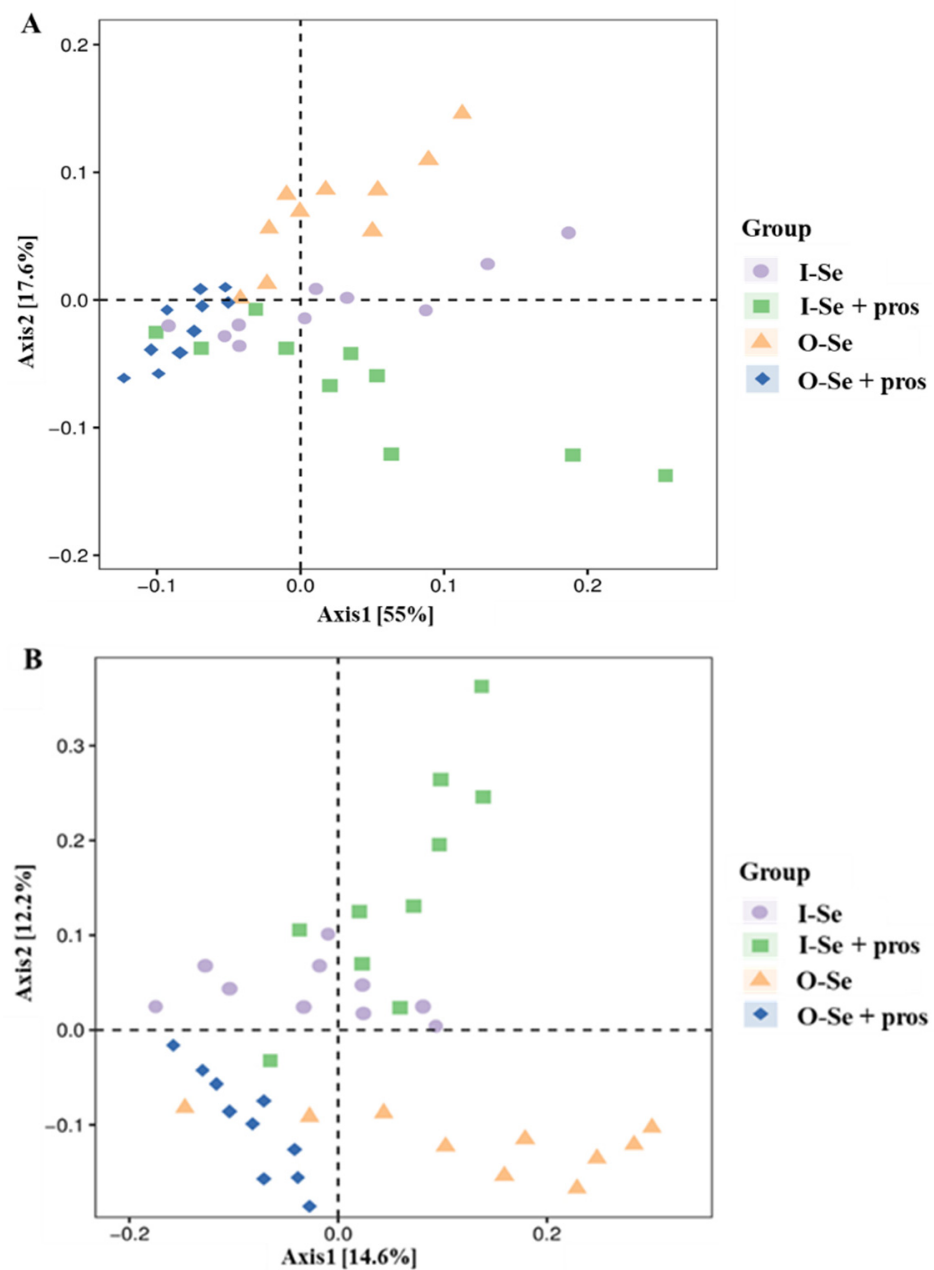 A
0.2
0.1
0.0
−0.1
−0.2
Axis2 [17.6%]
−0.1
0.0
0.1
0.2
Axis1 [55%]
Group
I-Se
I-Se + pros
O-Se
O-Se + pros
B
0.3
0.2
0.1
0.0
−0.1
Axis2 [12.2%]
−0.2
0.0
0.2
Axis1 [14.6%]
Group
I-Se
I-Se + pros
O-Se
O-Se + pros